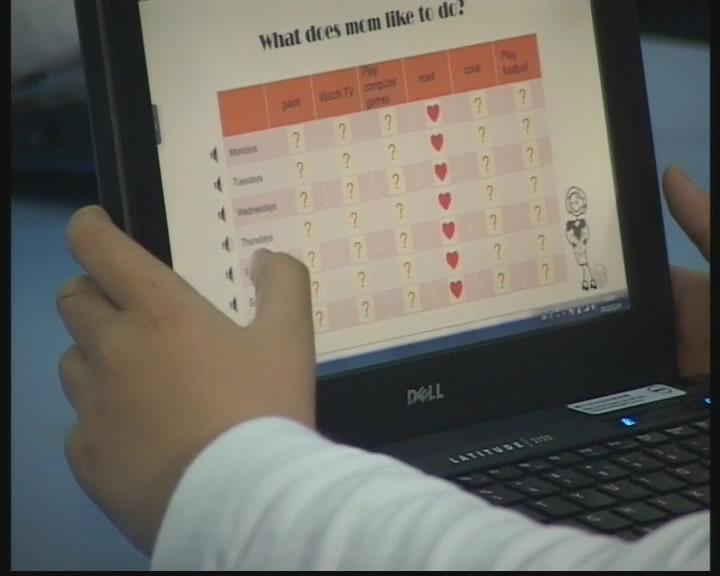 What does mom like to do?
paint Watch TV Play computer games read cook Play football
Mondays ? ? ? ? ?
Tuesdays ? ? ? ? ?
Wednesdays ? ? ? ? ?
Thursdays ? ? ? ? ?
? ? ? ? ?
? ? ? ? ?
? ? ? ? ?
DELL
LATITUDE 2120